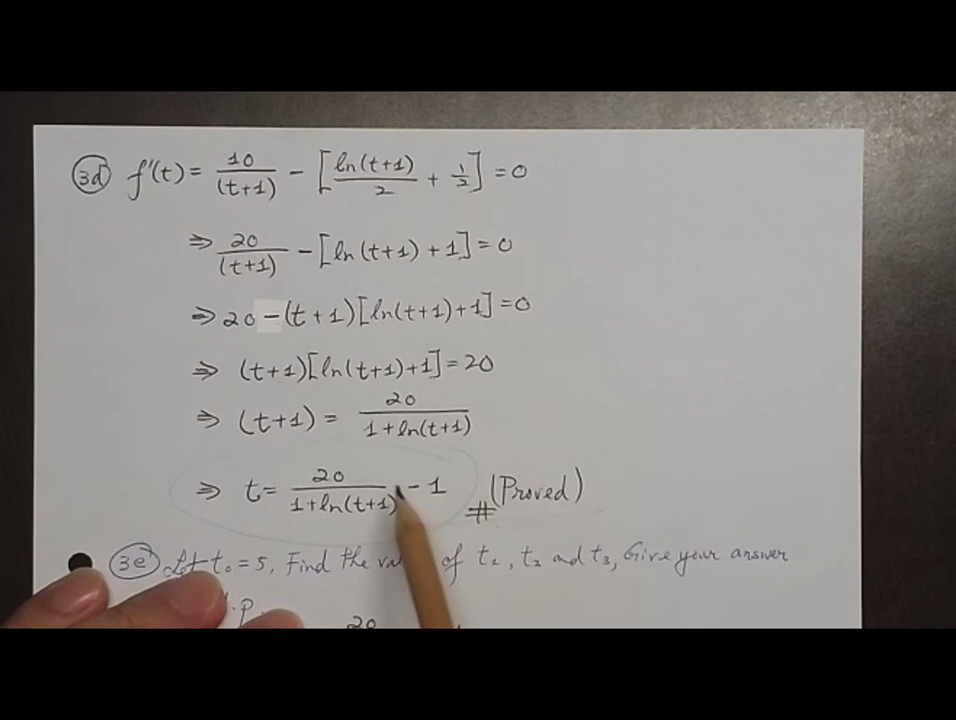 3d f'(t) = 10/(t+1) - [ln(t+1)/2 + 1/2] = 0
⇒ 20/(t+1) - [ln(t+1) + 1] = 0
⇒ 20 - (t+1)[ln(t+1)+1] = 0
⇒ (t+1)[ln(t+1)+1] = 20
⇒ (t+1) = 20/(1+ln(t+1))
⇒ t = 20/(1+ln(t+1)) - 1 # (Proved)
3e Let t₀ = 5, Find the of t₁, t₂ and t₃, Give your answer
.P
20